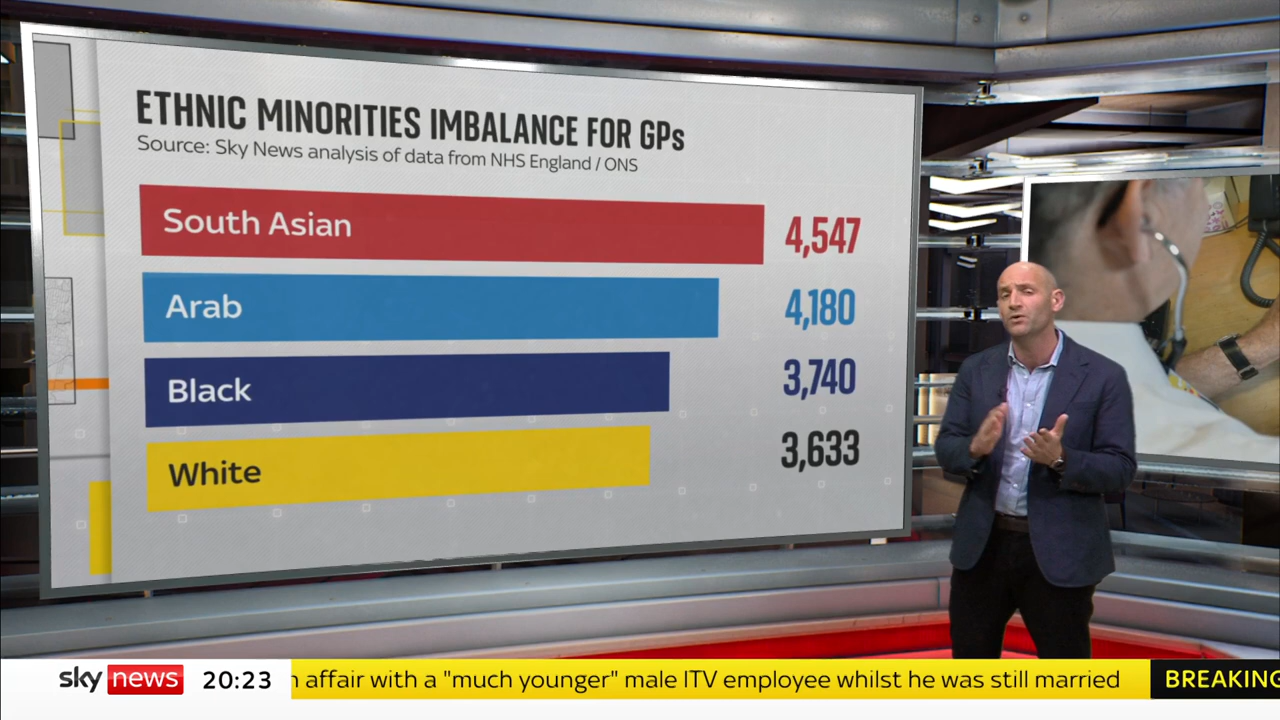 ETHNIC MINORITIES IMBALANCE FOR GPs
Source: Sky News analysis of data from NHS England / ONS
South Asian 4,547
Arab 4,180
Black 3,740
White 3,633
sky news 20:23 n affair with a "much younger" male ITV employee whilst he was still married BREAKING